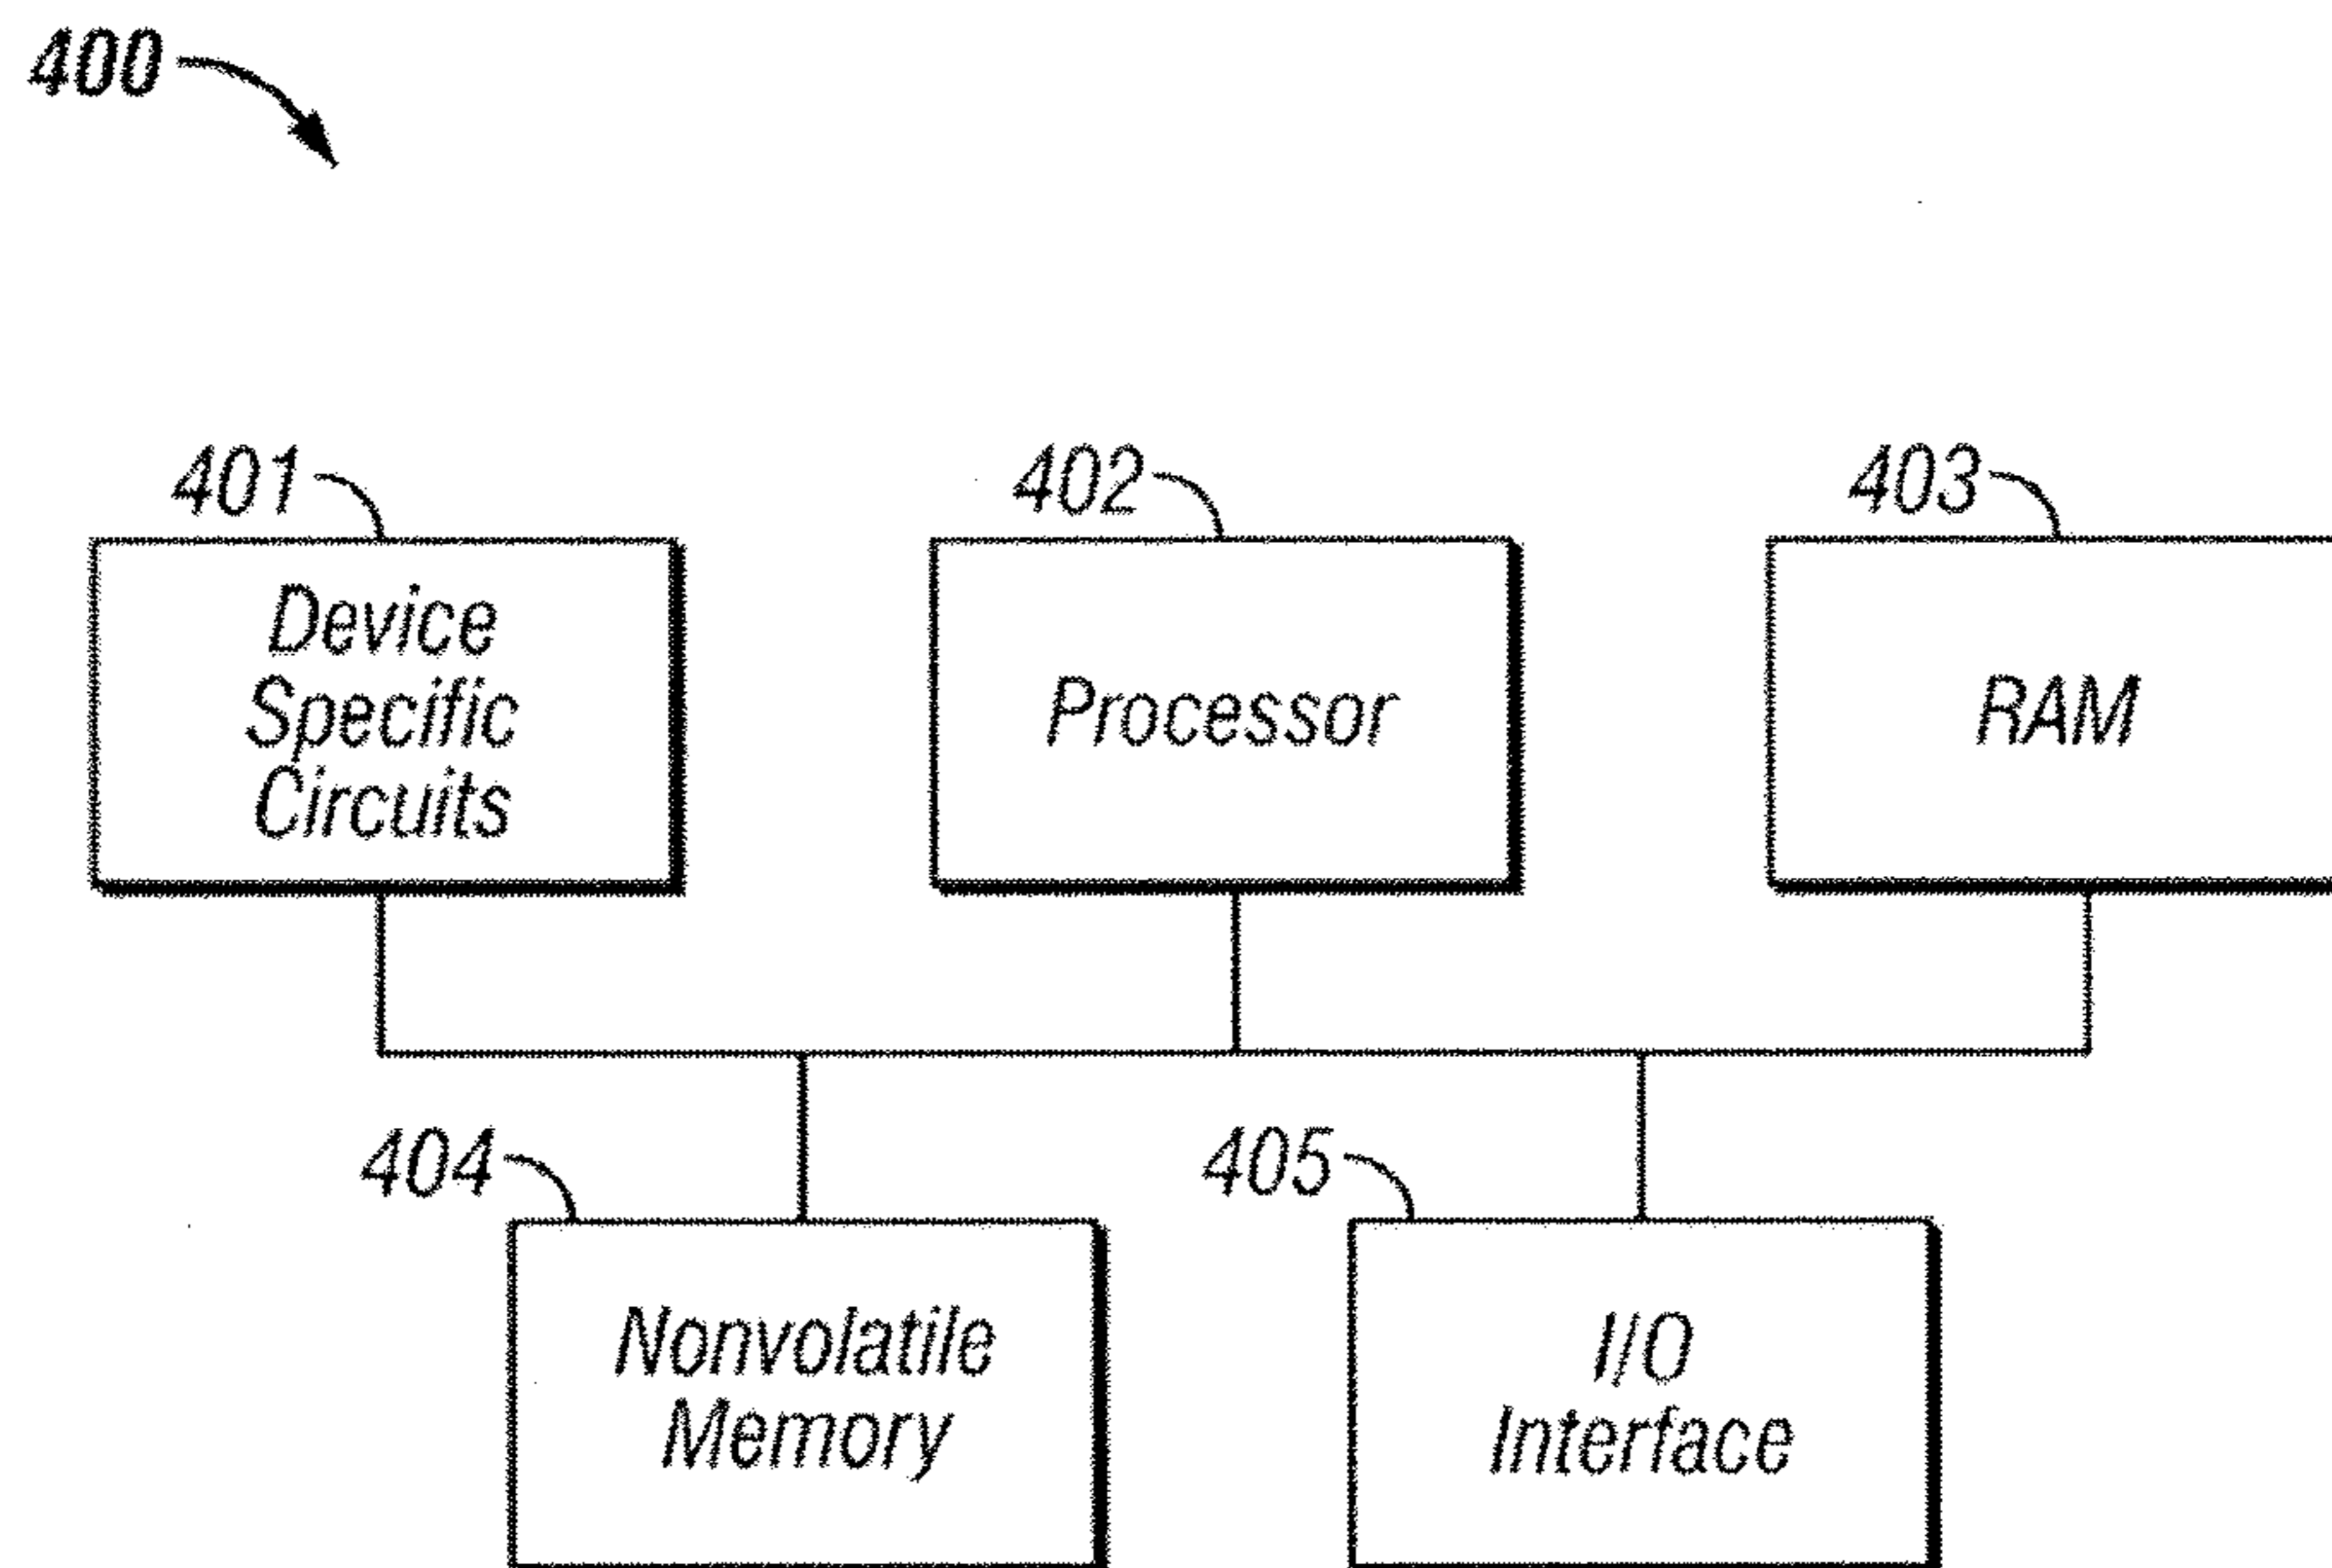 400
401
402
403
Device
Specific
Circuits
Processor
RAM
404
405
Nonvolatile
Memory
I/O
Interface